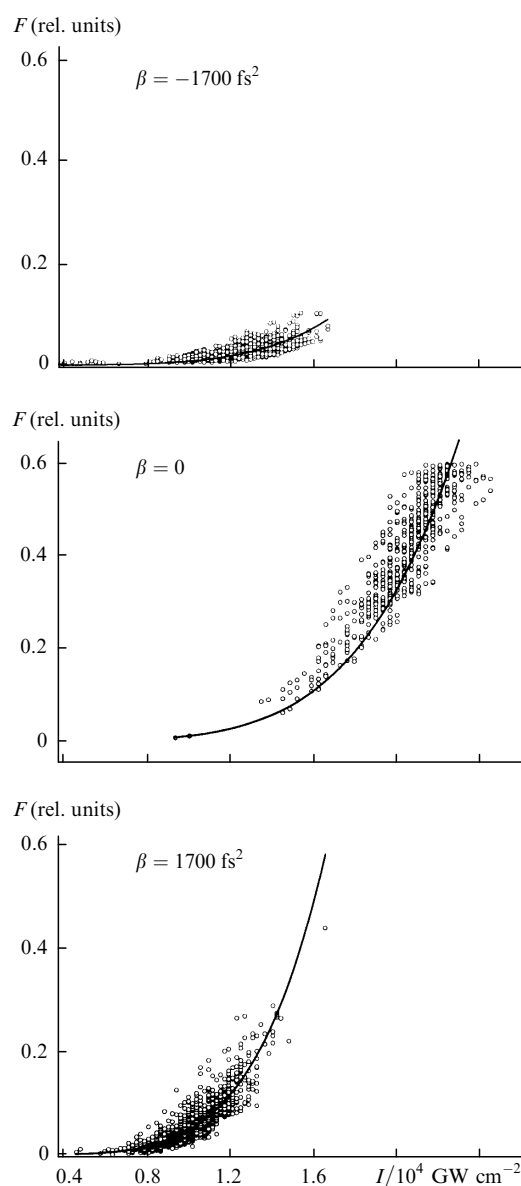 F (rel. units)
0.6
β = −1700 fs²
0.4
0.2
0
F (rel. units)
0.6
β = 0
0.4
0.2
0
F (rel. units)
0.6
β = 1700 fs²
0.4
0.2
0
0.4 0.8 1.2 1.6 I/10⁴ GW cm⁻²